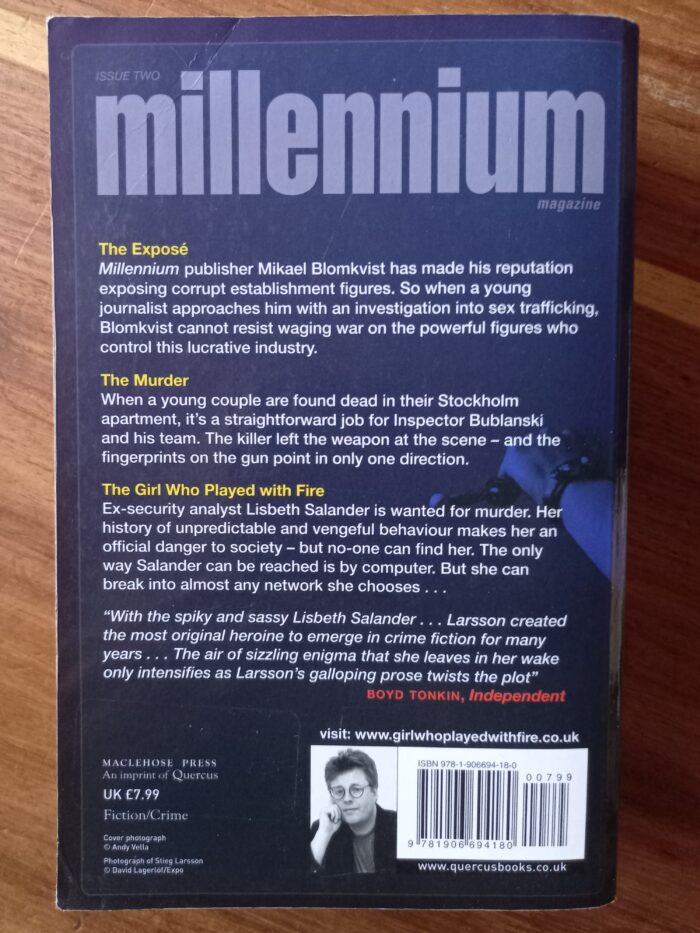 ISSUE TWO
millennium
magazine
The Exposé
Millennium publisher Mikael Blomkvist has made his reputation
exposing corrupt establishment figures. So when a young
journalist approaches him with an investigation into sex trafficking,
Blomkvist cannot resist waging war on the powerful figures who
control this lucrative industry.
The Murder
When a young couple are found dead in their Stockholm
apartment, it's a straightforward job for Inspector Bublanski
and his team. The killer left the weapon at the scene – and the
fingerprints on the gun point in only one direction.
The Girl Who Played with Fire
Ex-security analyst Lisbeth Salander is wanted for murder. Her
history of unpredictable and vengeful behaviour makes her an
official danger to society – but no-one can find her. The only
way Salander can be reached is by computer. But she can
break into almost any network she chooses . . .
“With the spiky and sassy Lisbeth Salander . . . Larsson created
the most original heroine to emerge in crime fiction for many
years . . . The air of sizzling enigma that she leaves in her wake
only intensifies as Larsson’s galloping prose twists the plot”
BOYD TONKIN, Independent
visit: www.girlwhoplayedwithfire.co.uk
MACLEHOSE PRESS
An imprint of Quercus
UK £7.99
Fiction/Crime
Cover photograph
© Andy Vella
Photograph of Stieg Larsson
© David Lagerlöf/Expo
ISBN 978-1-906694-18-0
00799
9 781906 694180
www.quercusbooks.co.uk